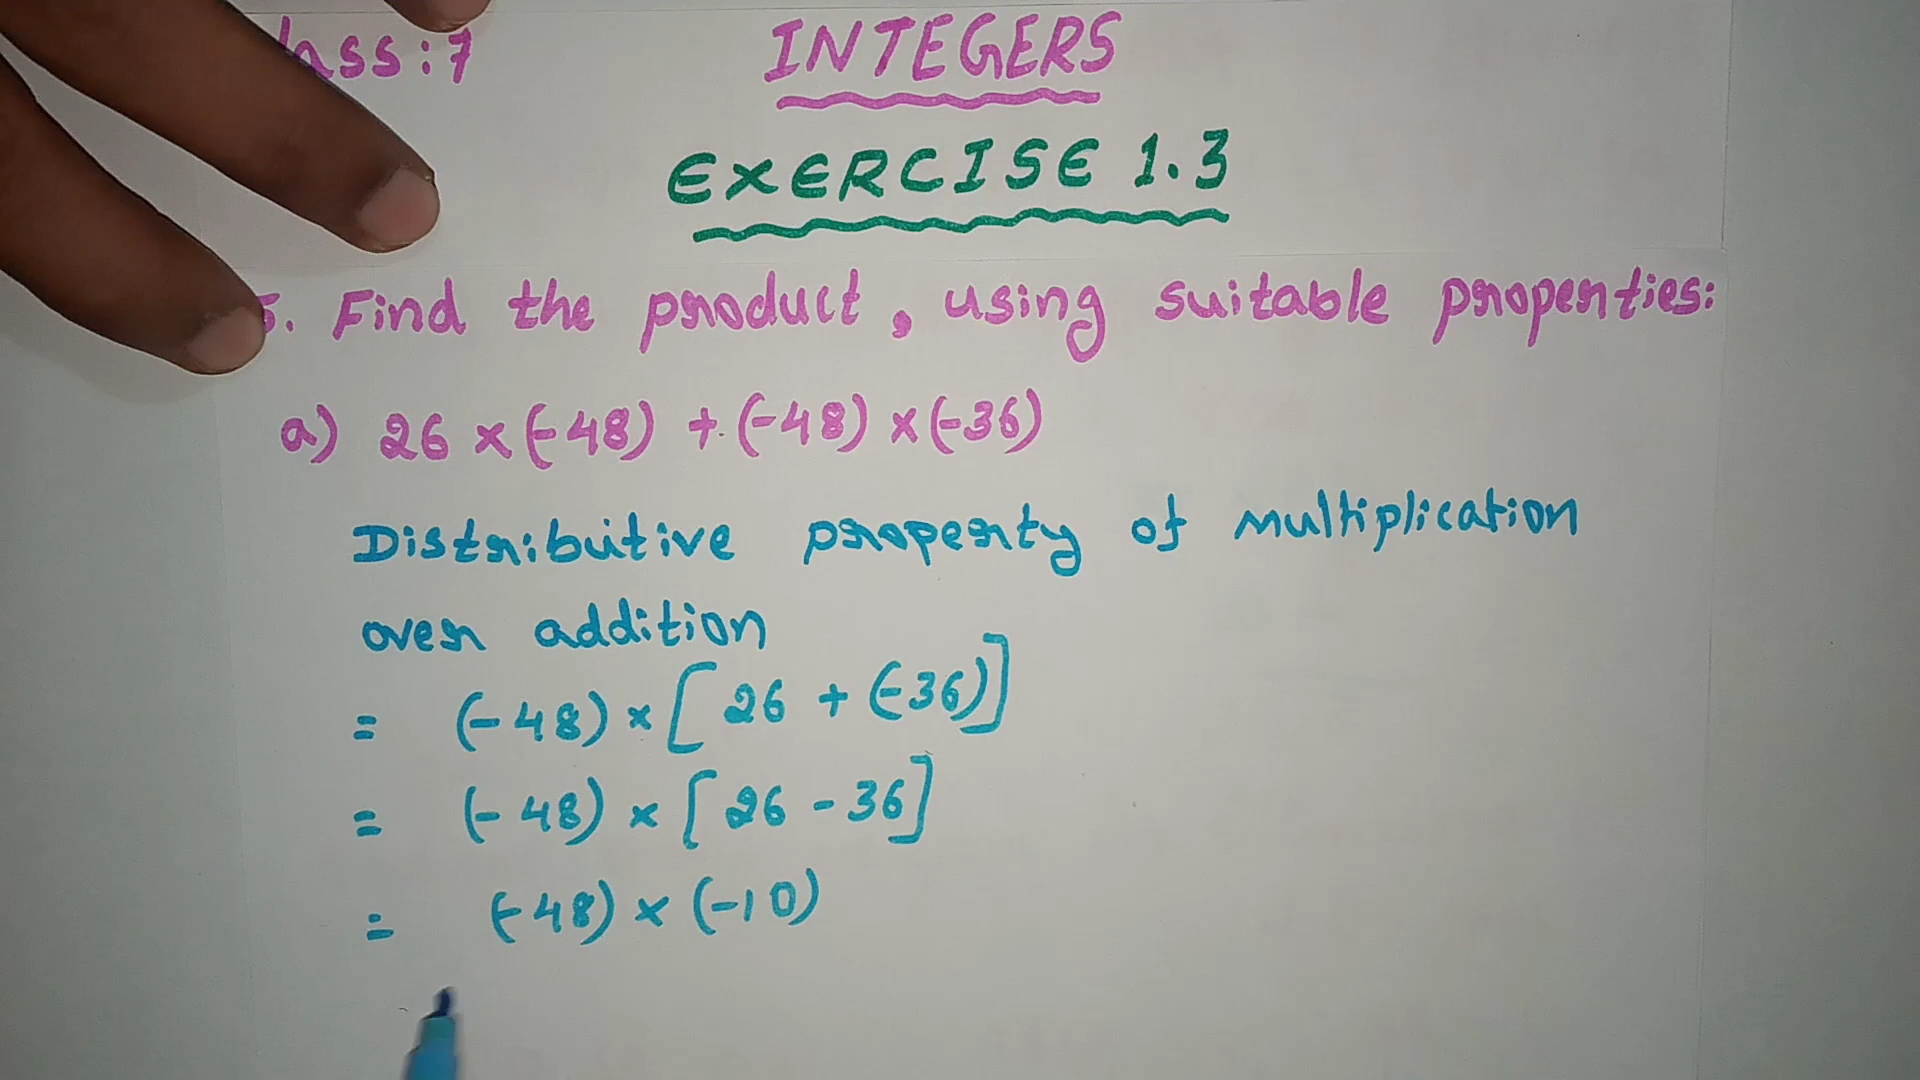 lass:7
INTEGERS
EXERCISE 1.3
5. Find the product, using suitable properties:
a) 26 ×(-48) + (-48) ×(-36)
Distributive property of multiplication
over addition
= (-48) × [26 + (-36)]
= (-48) × [26 - 36]
= (-48) × (-10)